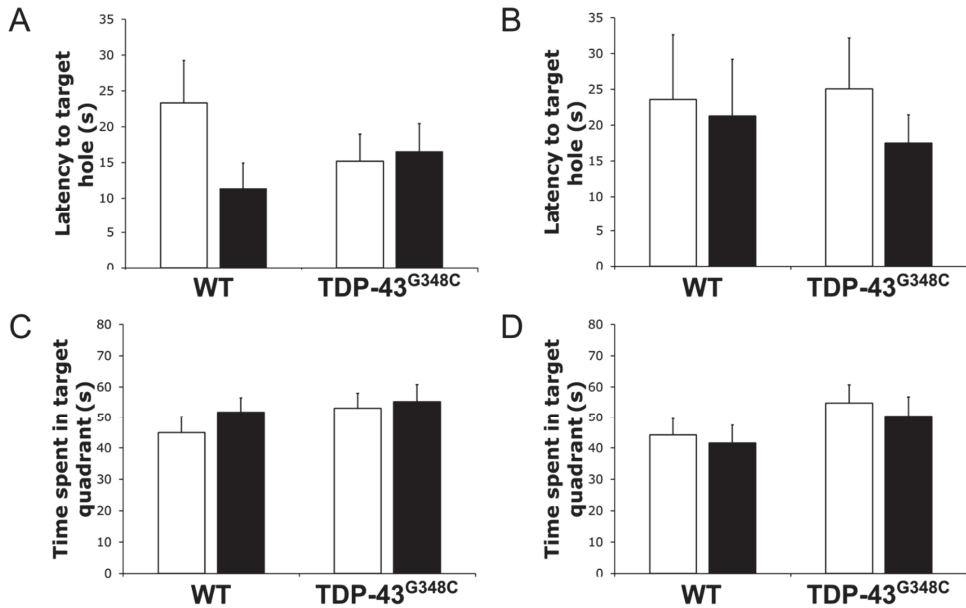 A
Latency to target
hole (s)
35
30
25
20
15
10
5
0
WT TDP-43G348C
B
Latency to target
hole (s)
35
30
25
20
15
10
5
0
WT TDP-43G348C
C
Time spent in target
quadrant (s)
80
70
60
50
40
30
20
10
0
WT TDP-43G348C
D
Time spent in target
quadrant (s)
80
70
60
50
40
30
20
10
0
WT TDP-43G348C